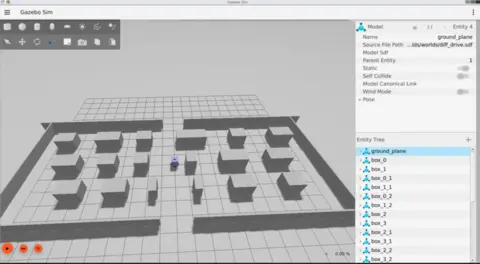 Gazebo Sim
Gazebo Sim
Model
Entity 4
Name
ground_plane
Source File Path
...lds/worlds/diff_drive.sdf
Model Sdf
Parent Entity
1
Static
Self Collide
Model Canonical Link
Wind Mode
Pose
Entity Tree
ground_plane
box_0
box_1
box_0_1
box_1_1
box_0_2
box_1_2
box_2
box_3
box_2_1
box_3_1
box_2_2
box_3_2
0.00 %